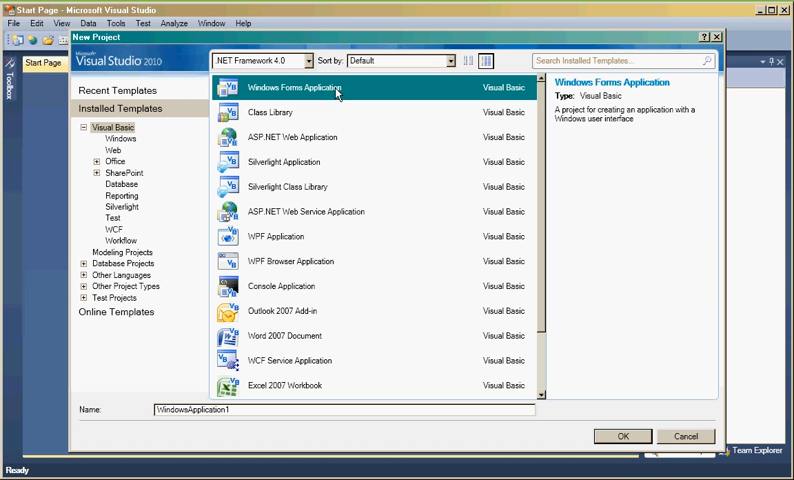 Start Page - Microsoft Visual Studio
File Edit View Data Tools Test Analyze Window Help
Start Page
Toolbox
New Project
Microsoft
Visual Studio 2010
.NET Framework 4.0
Sort by: Default
Search Installed Templates...
Recent Templates
Installed Templates
Visual Basic
Windows
Web
Office
SharePoint
Database
Reporting
Silverlight
Test
WCF
Workflow
Modeling Projects
Database Projects
Other Languages
Other Project Types
Test Projects
Online Templates
Windows Forms Application Visual Basic
Class Library Visual Basic
ASP.NET Web Application Visual Basic
Silverlight Application Visual Basic
Silverlight Class Library Visual Basic
ASP.NET Web Service Application Visual Basic
WPF Application Visual Basic
WPF Browser Application Visual Basic
Console Application Visual Basic
Outlook 2007 Add-in Visual Basic
Word 2007 Document Visual Basic
WCF Service Application Visual Basic
Excel 2007 Workbook Visual Basic
Windows Forms Application
Type: Visual Basic
A project for creating an application with a
Windows user interface
Name: WindowsApplication1
OK Cancel
Team Explorer
Ready